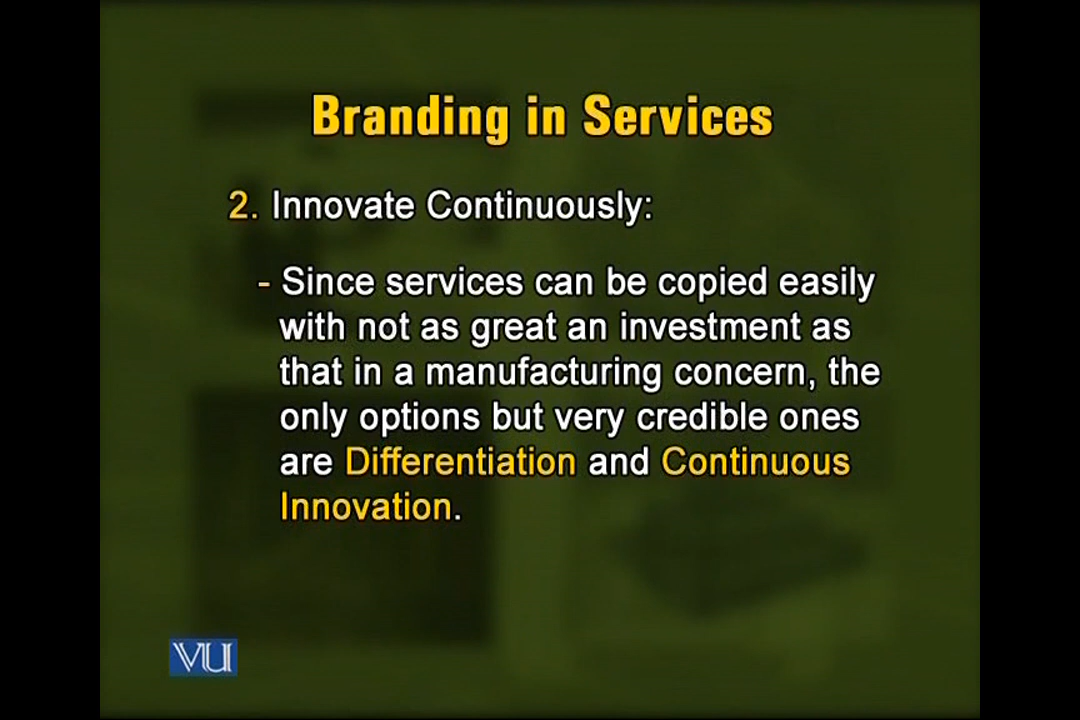 Branding in Services
2. Innovate Continuously:
- Since services can be copied easily
with not as great an investment as
that in a manufacturing concern, the
only options but very credible ones
are Differentiation and Continuous
Innovation.
VU